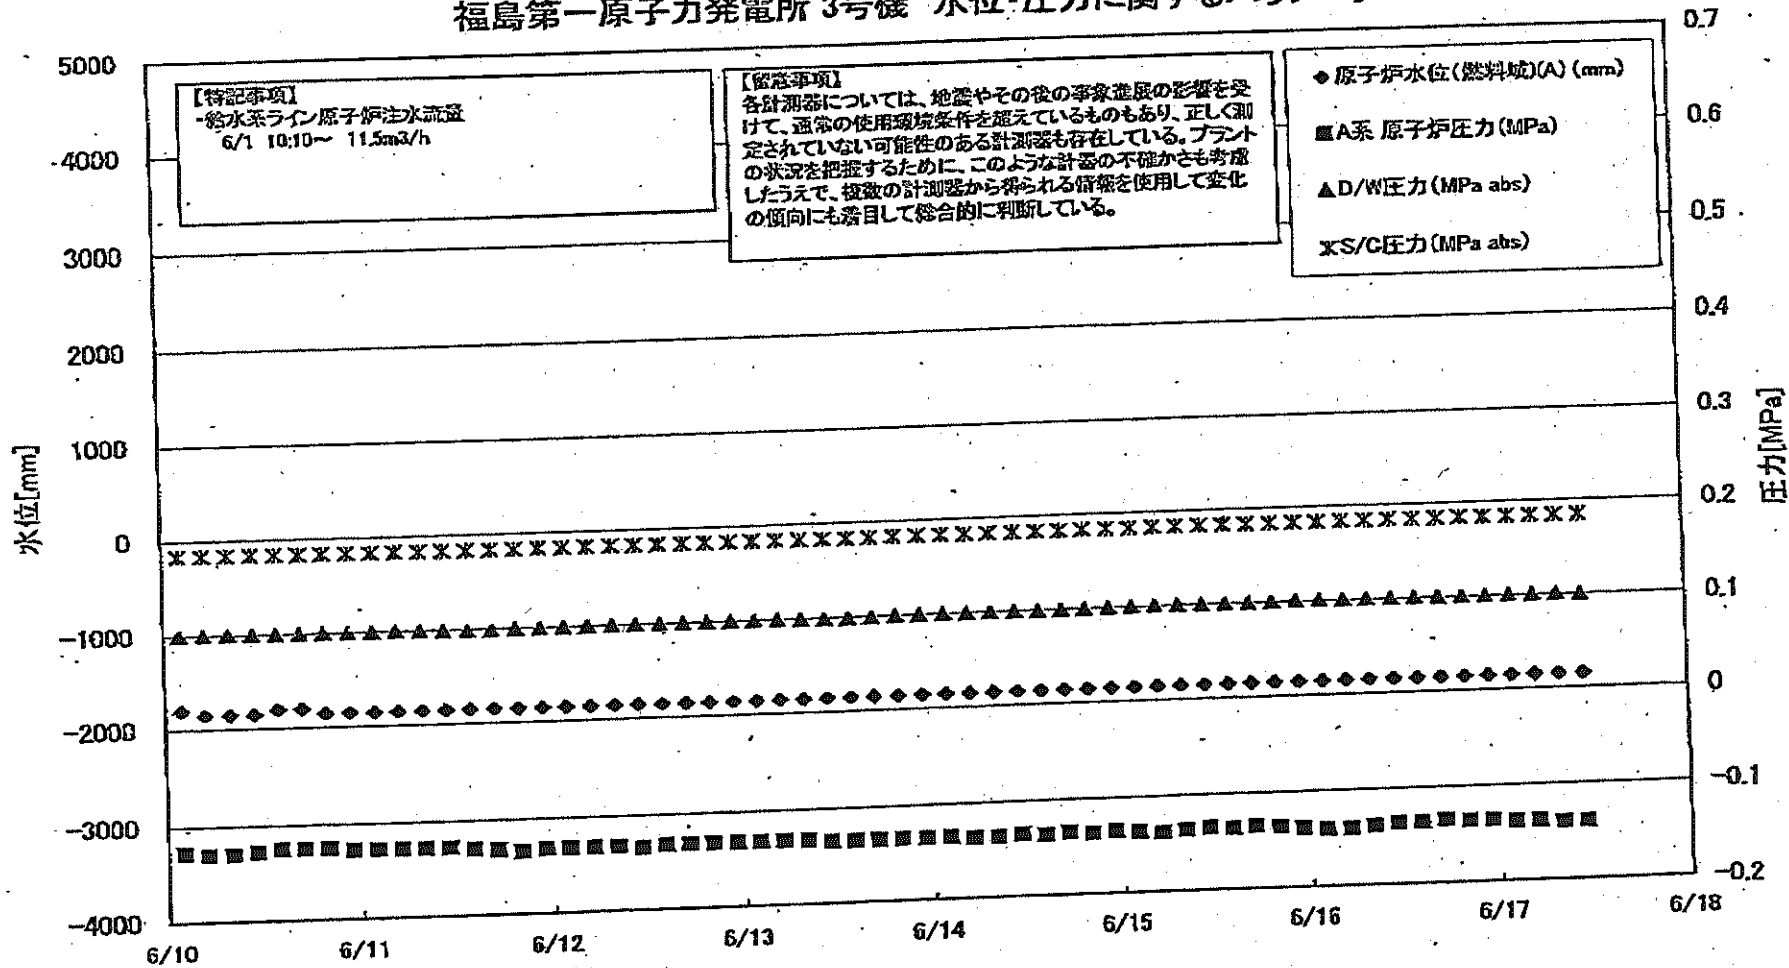 福島第一原子力発電所 3号機 水位・圧力に関するパラメータ
【特記事項】
-給水系ライン原子炉注水流量
6/1 10:10～ 11.5m3/h
【留意事項】
各計測器については、地震やその後の事象進展の影響を受
けて、通常の使用環境条件を超えているものもあり、正しく測
定されていない可能性のある計測器も存在している。プラント
の状況を把握するために、このような計器の不確かさも考慮
したうえで、複数の計測器から得られる情報を使用して変化
の傾向にも着目して総合的に判断している。
◆ 原子炉水位(燃料域)(A) (mm)
■A系 原子炉圧力(MPa)
▲D/W圧力(MPa abs)
ж S/C圧力(MPa abs)
水位[mm]
5000
4000
3000
2000
1000
0
-1000
-2000
-3000
-4000
圧力[MPa]
0.7
0.6
0.5
0.4
0.3
0.2
0.1
0
-0.1
-0.2
6/10
6/11
6/12
6/13
6/14
6/15
6/16
6/17
6/18